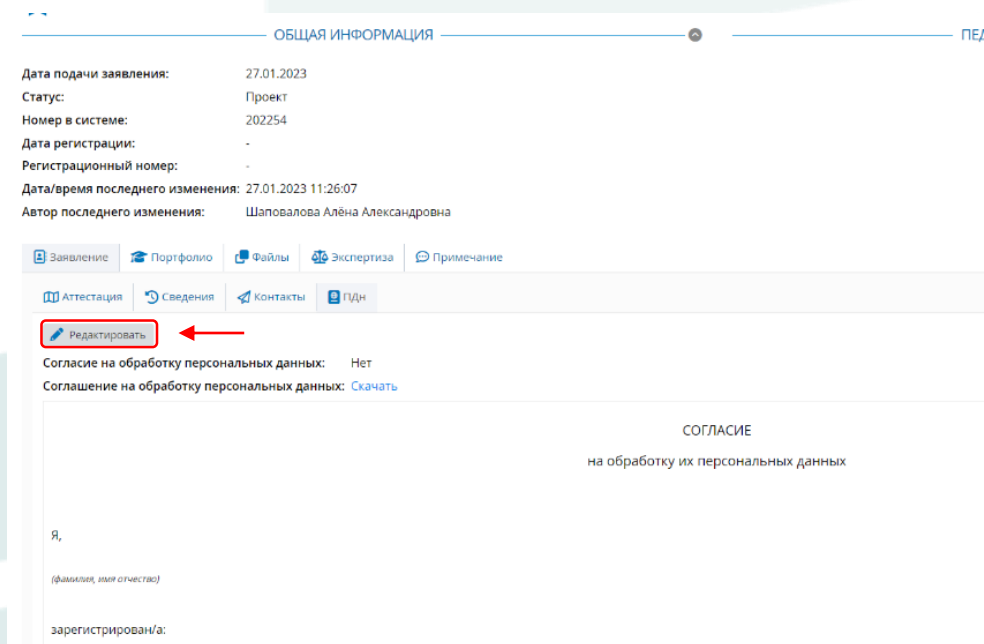 ОБЩАЯ ИНФОРМАЦИЯ
Дата подачи заявления: 27.01.2023
Статус: Проект
Номер в системе: 202254
Дата регистрации: -
Регистрационный номер: -
Дата/время последнего изменения: 27.01.2023 11:26:07
Автор последнего изменения: Шаповалова Алёна Александровна
Заявление Портфолио Файлы Экспертиза Примечание
Аттестация Сведения Контакты ПДн
Редактировать
Согласие на обработку персональных данных: Нет
Соглашение на обработку персональных данных: Скачать
СОГЛАСИЕ
на обработку их персональных данных
Я,
(фамилия, имя отчество)
зарегистрирован/а: